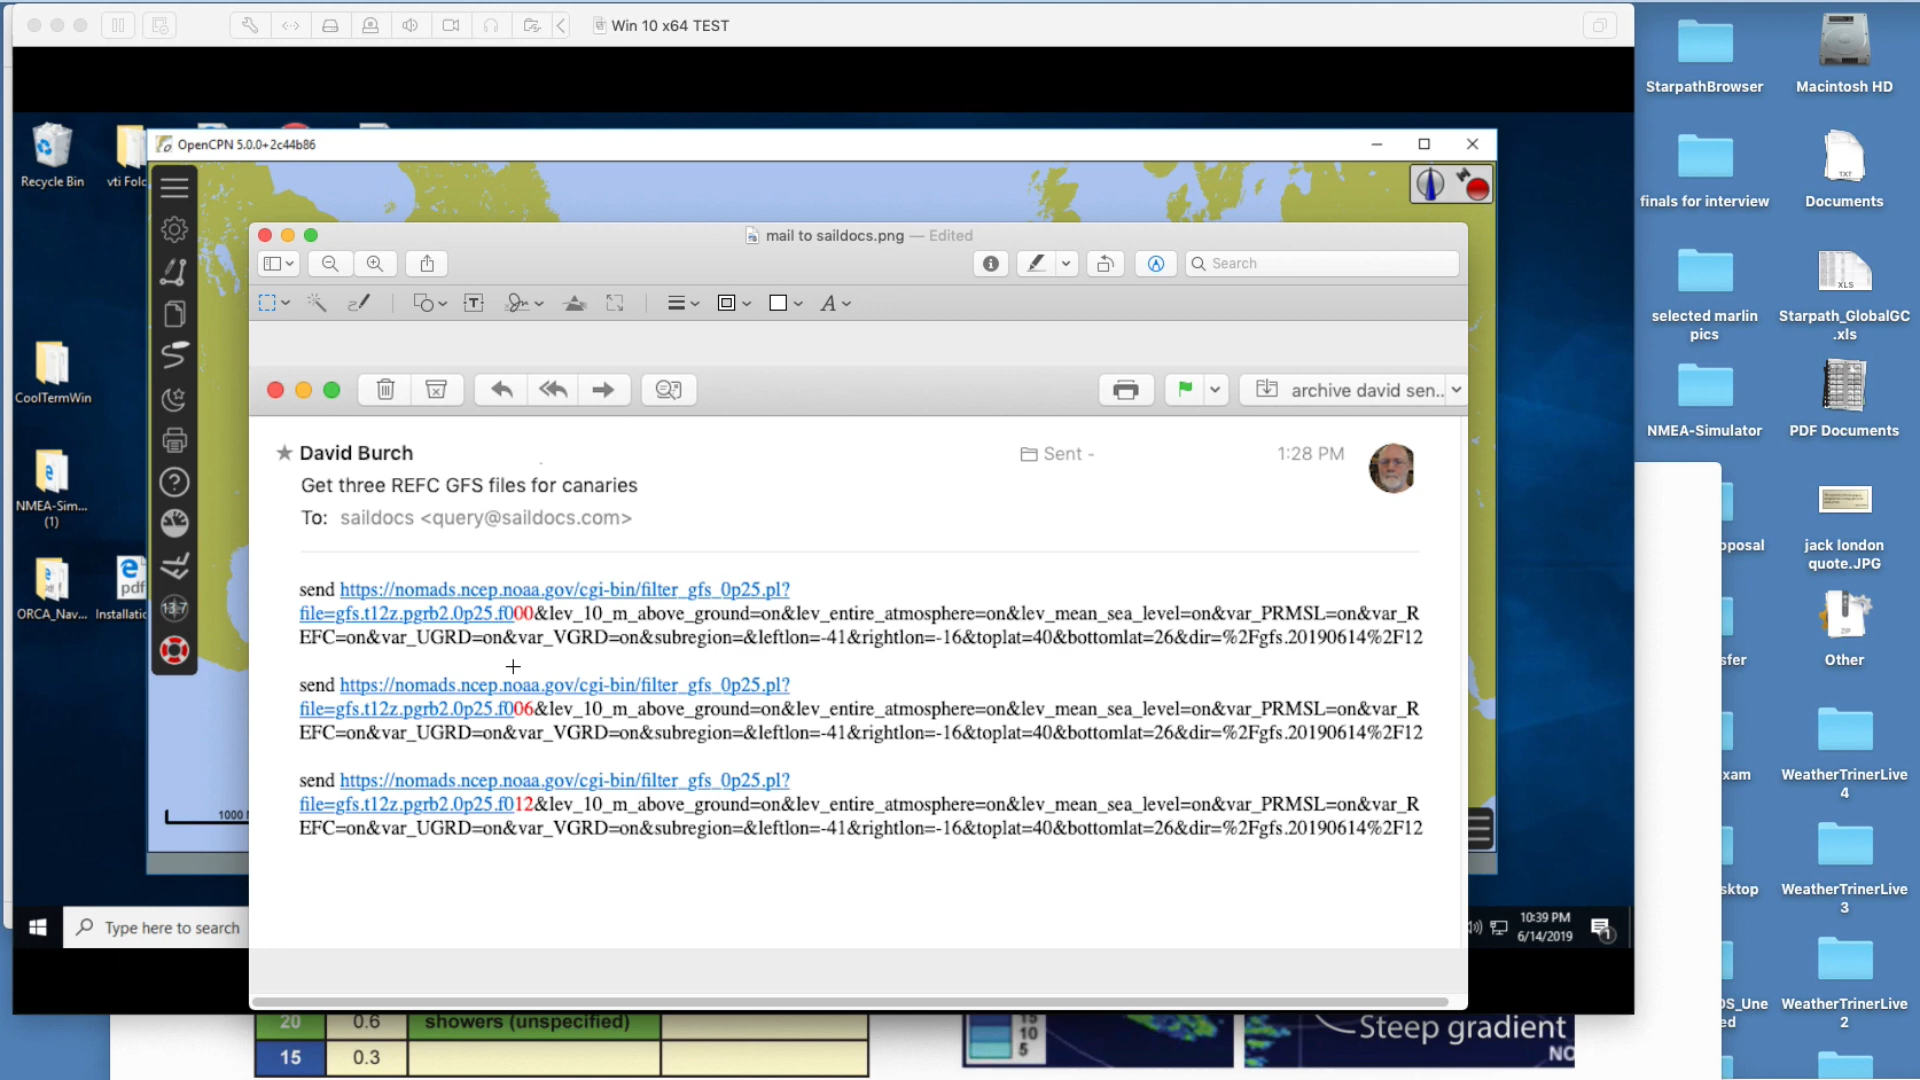 Win 10 x64 TEST
StarpathBrowser
Macintosh HD
OpenCPN 5.0.0+2c44b86
Recycle Bin
vti Fold
finals for interview
TXT
Documents
mail to saildocs.png — Edited
Search
XLS
selected marlin pics
Starpath_GlobalGC.xls
CoolTermWin
archive david sen..
NMEA-Simulator
PDF Documents
David Burch
Sent -
1:28 PM
Get three REFC GFS files for canaries
To: saildocs <query@saildocs.com>
NMEA-Sim... (1)
jack london quote.JPG
send https://nomads.ncep.noaa.gov/cgi-bin/filter_gfs_0p25.pl?
file=gfs.t12z.pgrb2.0p25.f000&lev_10_m_above_ground=on&lev_entire_atmosphere=on&lev_mean_sea_level=on&var_PRMSL=on&var_R
EFC=on&var_UGRD=on&var_VGRD=on&subregion=&leftlon=-41&rightlon=-16&toplat=40&bottomlat=26&dir=%2Fgfs.20190614%2F12
send https://nomads.ncep.noaa.gov/cgi-bin/filter_gfs_0p25.pl?
file=gfs.t12z.pgrb2.0p25.f006&lev_10_m_above_ground=on&lev_entire_atmosphere=on&lev_mean_sea_level=on&var_PRMSL=on&var_R
EFC=on&var_UGRD=on&var_VGRD=on&subregion=&leftlon=-41&rightlon=-16&toplat=40&bottomlat=26&dir=%2Fgfs.20190614%2F12
send https://nomads.ncep.noaa.gov/cgi-bin/filter_gfs_0p25.pl?
file=gfs.t12z.pgrb2.0p25.f012&lev_10_m_above_ground=on&lev_entire_atmosphere=on&lev_mean_sea_level=on&var_PRMSL=on&var_R
EFC=on&var_UGRD=on&var_VGRD=on&subregion=&leftlon=-41&rightlon=-16&toplat=40&bottomlat=26&dir=%2Fgfs.20190614%2F12
ORCA_Nav...
pdf
ZIP
Other
WeatherTrinerLive 4
1000
WeatherTrinerLive 3
Type here to search
10:39 PM
6/14/2019
1
WeatherTrinerLive 2
20
0.6
showers (unspecified)
15
0.3
15
10
5
Steep gradient